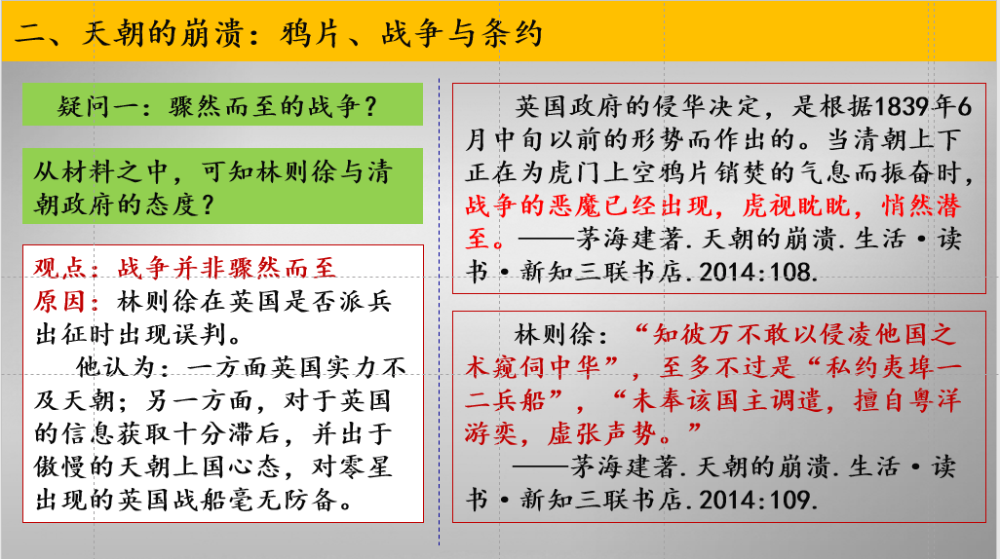 二、天朝的崩溃：鸦片、战争与条约
疑问一：骤然而至的战争？
从材料之中，可知林则徐与清
朝政府的态度？
观点：战争并非骤然而至
原因：林则徐在英国是否派兵
出征时出现误判。
他认为：一方面英国实力不
及天朝；另一方面，对于英国
的信息获取十分滞后，并出于
傲慢的天朝上国心态，对零星
出现的英国战船毫无防备。
英国政府的侵华决定，是根据1839年6
月中旬以前的形势而作出的。当清朝上下
正在为虎门上空鸦片销焚的气息而振奋时，
战争的恶魔已经出现，虎视眈眈，悄然潜
至。——茅海建著.天朝的崩溃.生活·读
书·新知三联书店.2014:108.
林则徐：“知彼万不敢以侵凌他国之
术窥伺中华”，至多不过是“私约夷埠一
二兵船”，“未奉该国主调遣，擅自粤洋
游奕，虚张声势。”
——茅海建著.天朝的崩溃.生活·读
书·新知三联书店.2014:109.